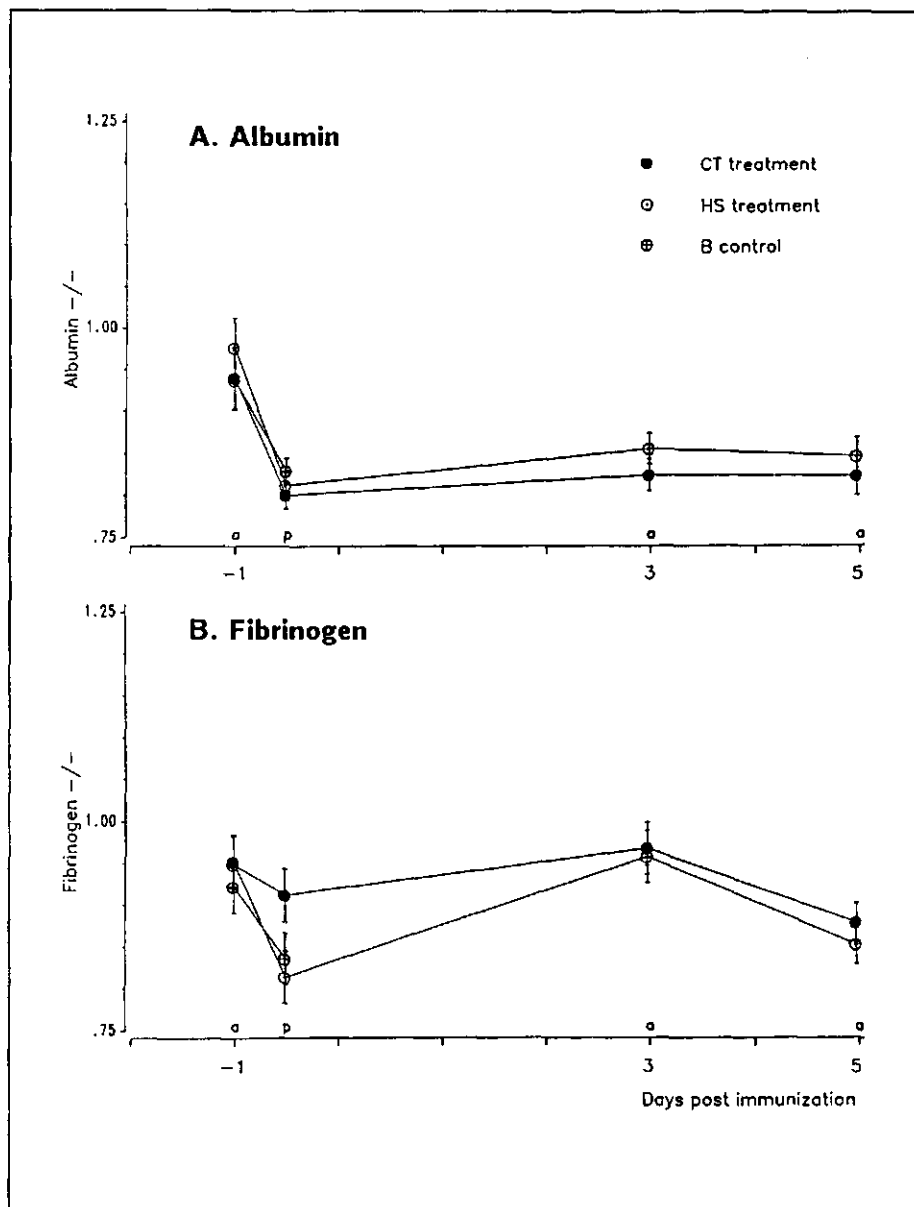 1.25
A. Albumin
CT treatment
HS treatment
B control
Albumin -/-
1.00
.75
a p a a
-1 3 5
1.25
B. Fibrinogen
Fibrinogen -/-
1.00
.75
a p a a
-1 3 5
Days post immunization